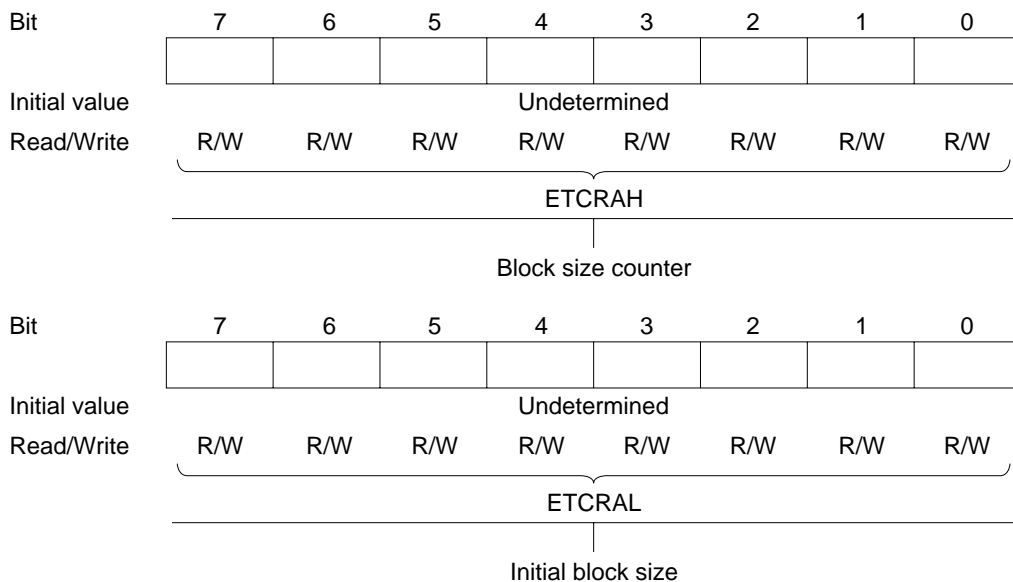 Bit 7 6 5 4 3 2 1 0
Initial value Undetermined
Read/Write R/W R/W R/W R/W R/W R/W R/W R/W
ETCRAH
Block size counter
Bit 7 6 5 4 3 2 1 0
Initial value Undetermined
Read/Write R/W R/W R/W R/W R/W R/W R/W R/W
ETCRAL
Initial block size